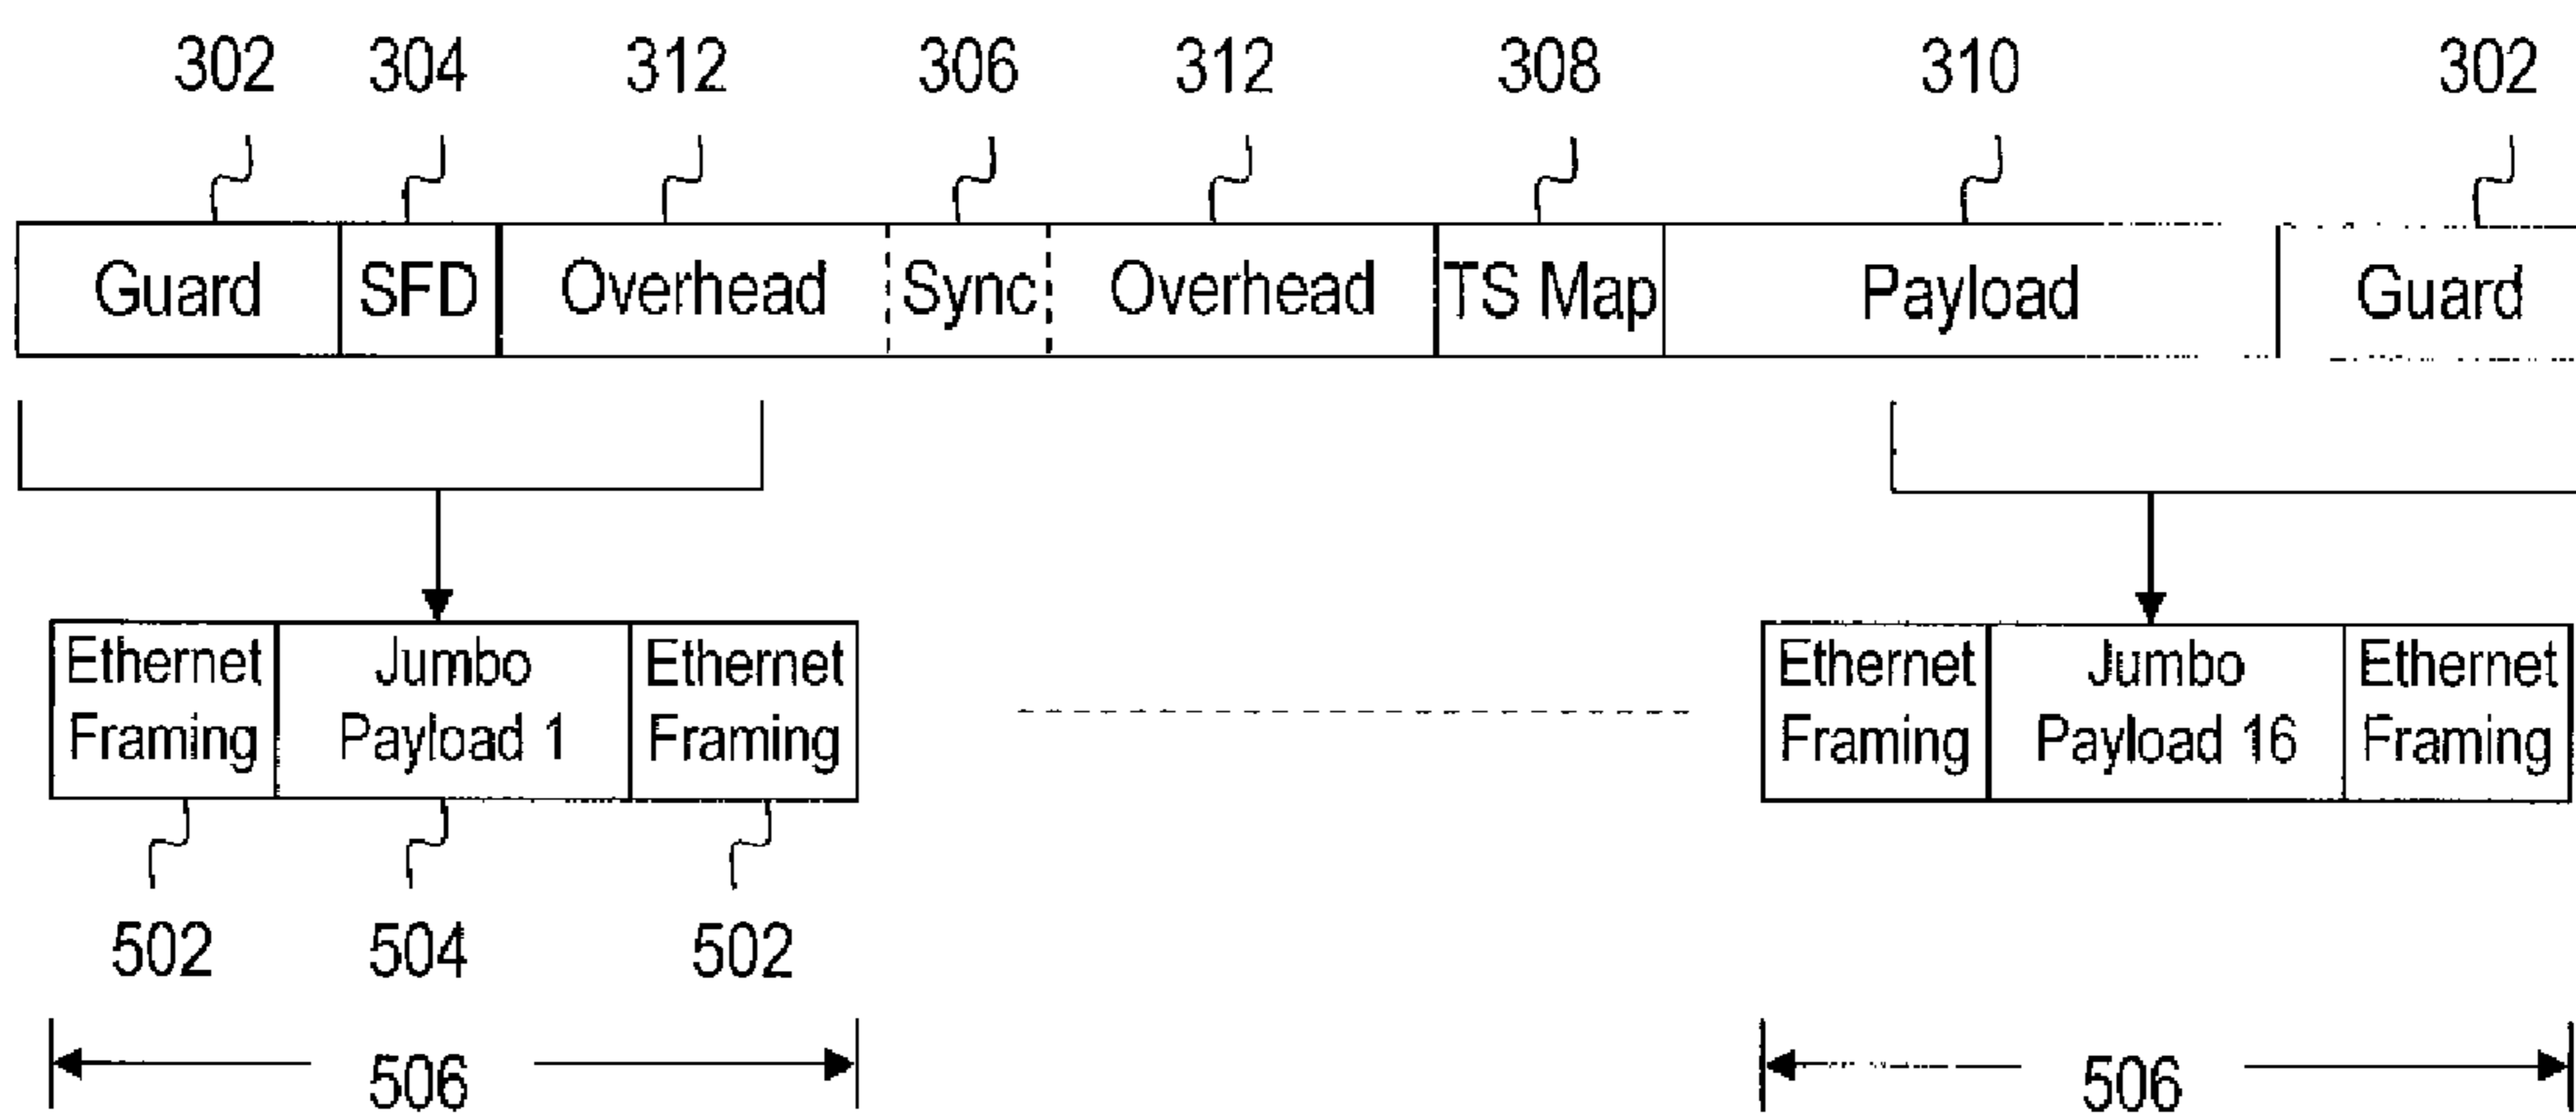 302 304 312 306 312 308 310 302
Guard SFD Overhead Sync Overhead TS Map Payload Guard
Ethernet Jumbo Ethernet Ethernet Jumbo Ethernet
Framing Payload 1 Framing Framing Payload 16 Framing
502 504 502
506 506